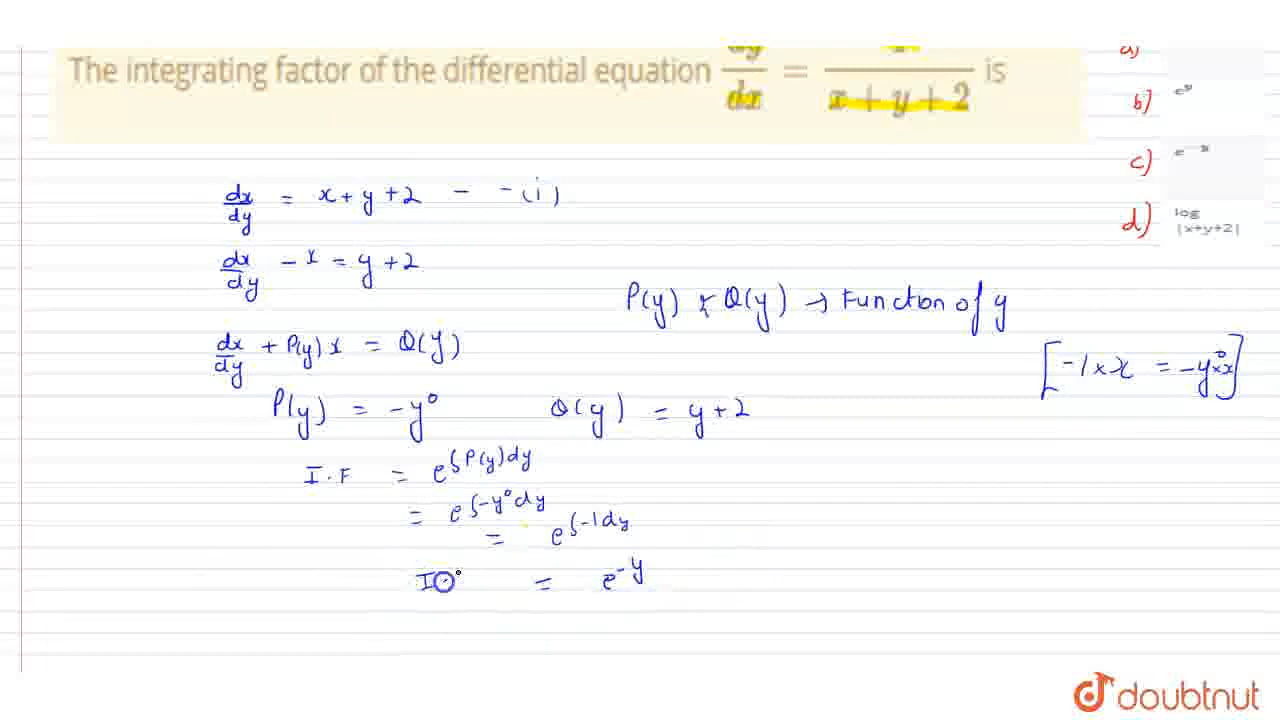 The integrating factor of the differential equation dy/dx = 1/(x+y+2) is
a)
b) e^y
c)
d) log |x+y+2|
dx/dy = x + y + 2 - - (i)
dx/dy - x = y + 2
P(y) & Q(y) → Function of y
dx/dy + P(y) x = Q(y)
[-1 × x = -y^0 × x]
P(y) = -y^0 Q(y) = y + 2
I.F = e^∫P(y)dy
= e^∫-y^0 dy
= e^∫-1dy
= e^-y
doubtnut